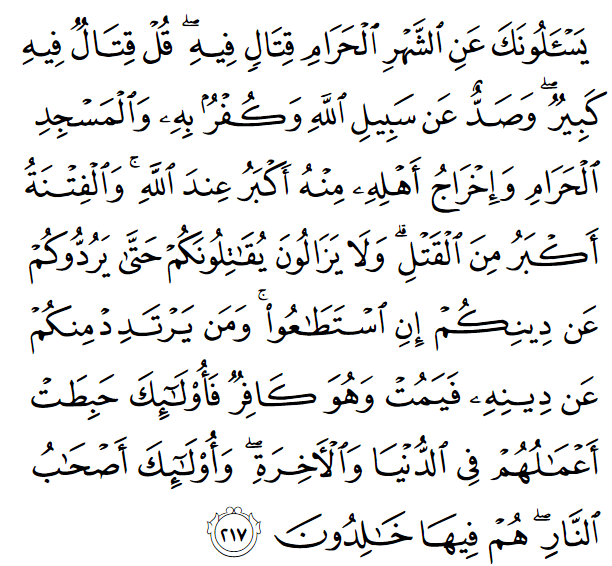 يَسۡـَٔلُونَكَ عَنِ ٱلشَّهۡرِ ٱلۡحَرَامِ قِتَالٖ فِيهِۖ قُلۡ قِتَالٞ فِيهِ
كَبِيرٞۖ وَصَدٌّ عَن سَبِيلِ ٱللَّهِ وَكُفۡرُۢ بِهِۦ وَٱلۡمَسۡجِدِ
ٱلۡحَرَامِ وَإِخۡرَاجُ أَهۡلِهِۦ مِنۡهُ أَكۡبَرُ عِندَ ٱللَّهِۚ وَٱلۡفِتۡنَةُ
أَكۡبَرُ مِنَ ٱلۡقَتۡلِۗ وَلَا يَزَالُونَ يُقَٰتِلُونَكُمۡ حَتَّىٰ يَرُدُّوكُمۡ
عَن دِينِكُمۡ إِنِ ٱسۡتَطَٰعُواْۚ وَمَن يَرۡتَدِدۡ مِنكُمۡ
عَن دِينِهِۦ فَيَمُتۡ وَهُوَ كَافِرٞ فَأُوْلَٰٓئِكَ حَبِطَتۡ
أَعۡمَٰلُهُمۡ فِي ٱلدُّنۡيَا وَٱلۡأٓخِرَةِۖ وَأُوْلَٰٓئِكَ أَصۡحَٰبُ
ٱلنَّارِۖ هُمۡ فِيهَا خَٰلِدُونَ ٢١٧